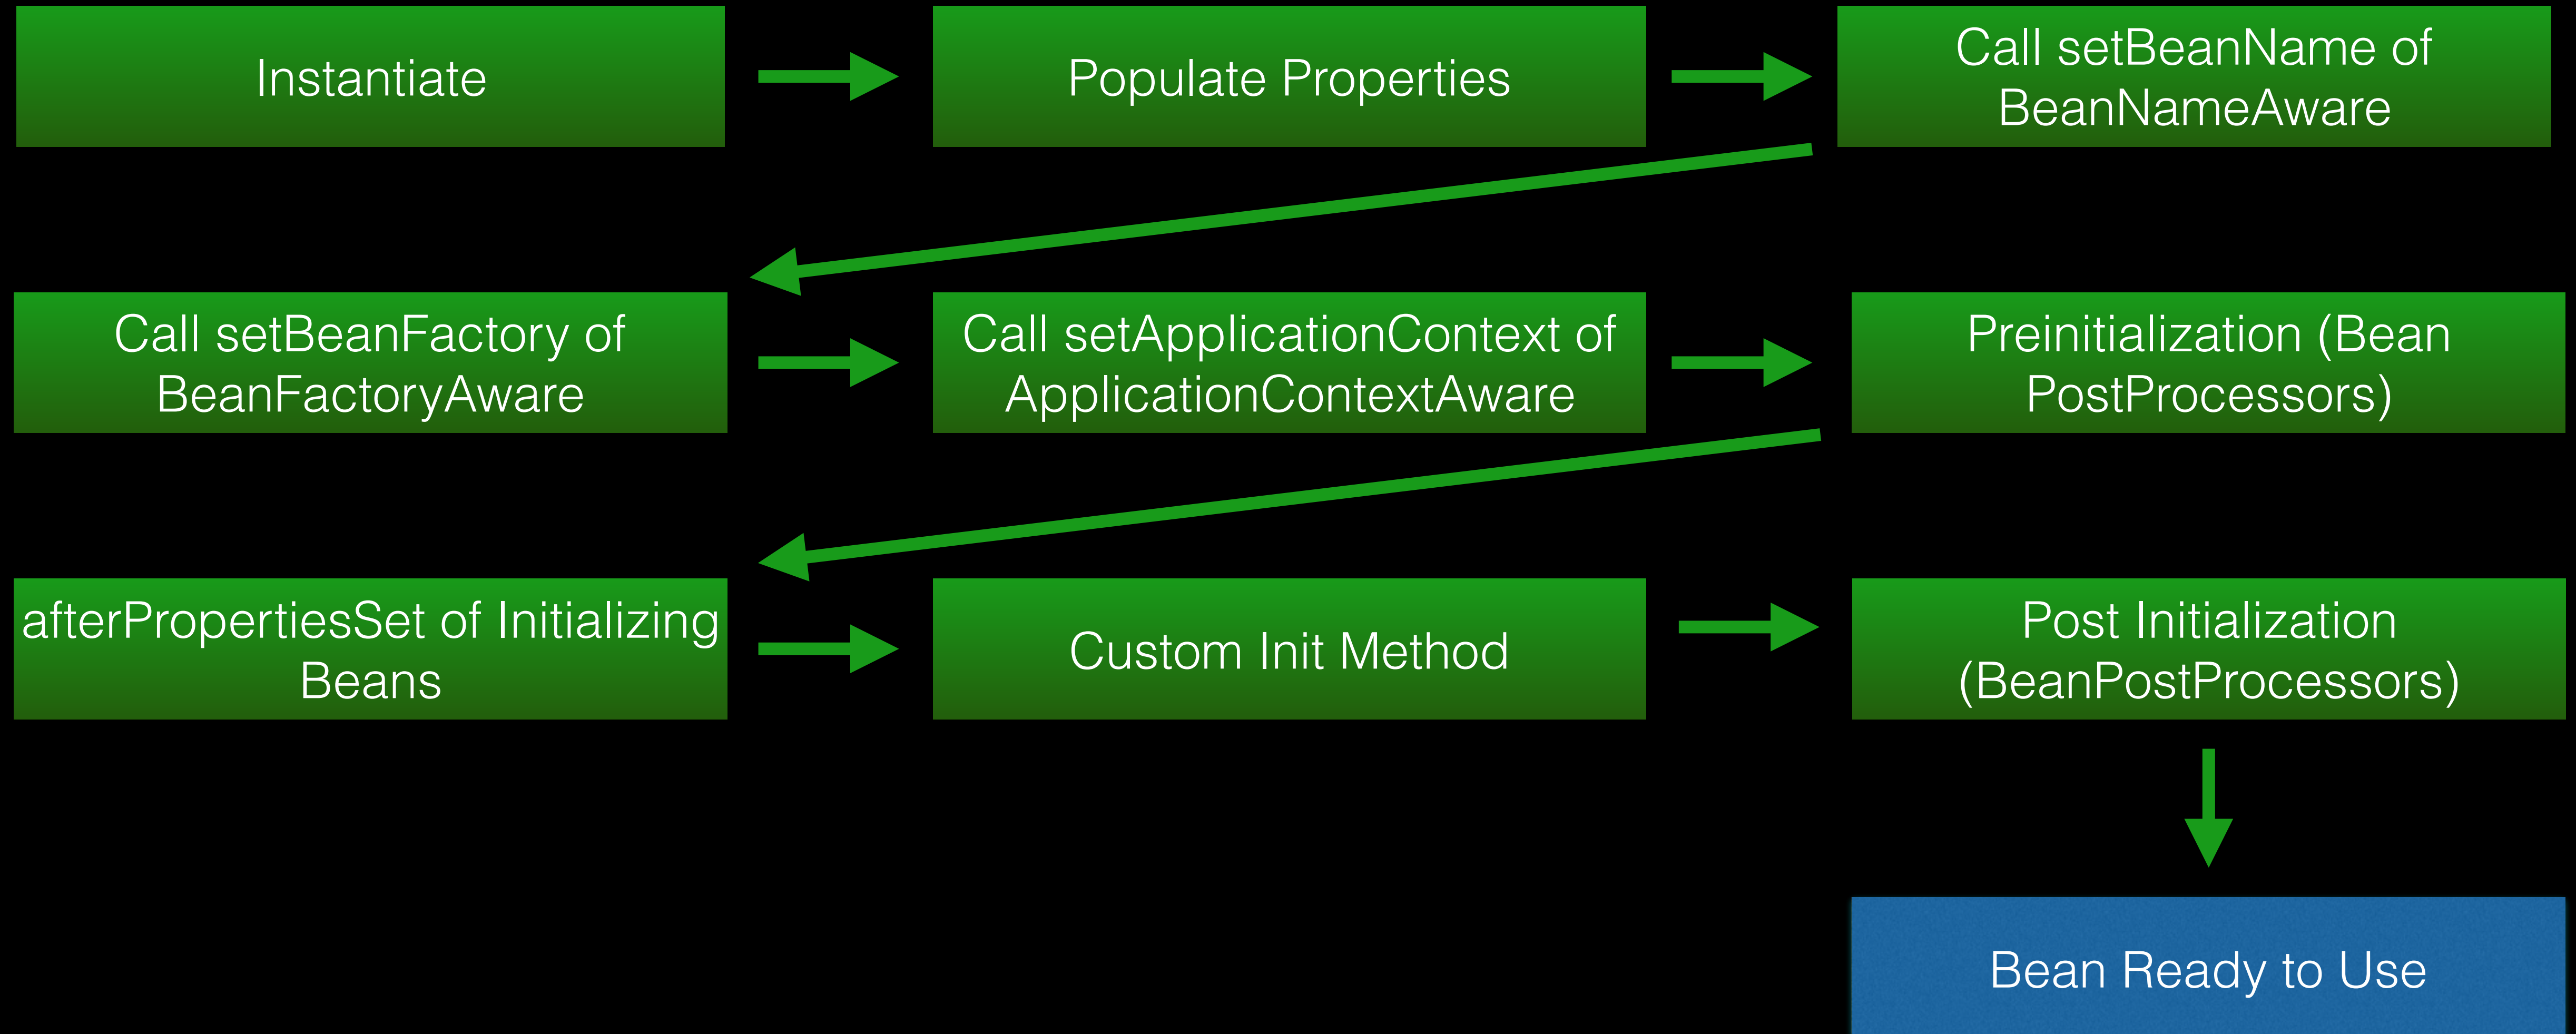 Instantiate
Populate Properties
Call setBeanName of
BeanNameAware
Call setBeanFactory of
BeanFactoryAware
Call setApplicationContext of
ApplicationContextAware
Preinitialization (Bean
PostProcessors)
afterPropertiesSet of Initializing
Beans
Custom Init Method
Post Initialization
(BeanPostProcessors)
Bean Ready to Use